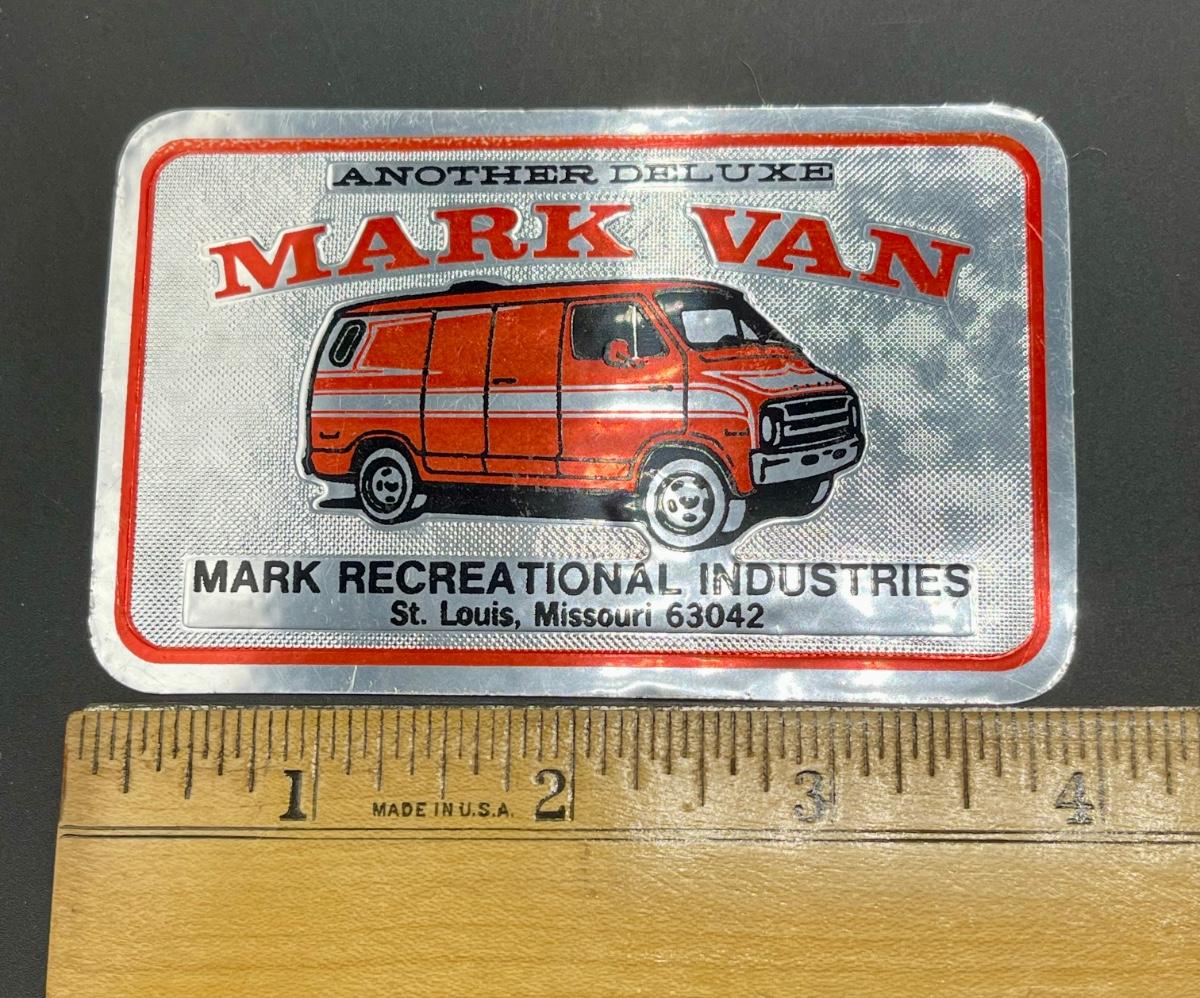 ANOTHER DELUXE
MARK VAN
MARK RECREATIONAL INDUSTRIES
St. Louis, Missouri 63042
1 2 3 4
MADE IN U.S.A.